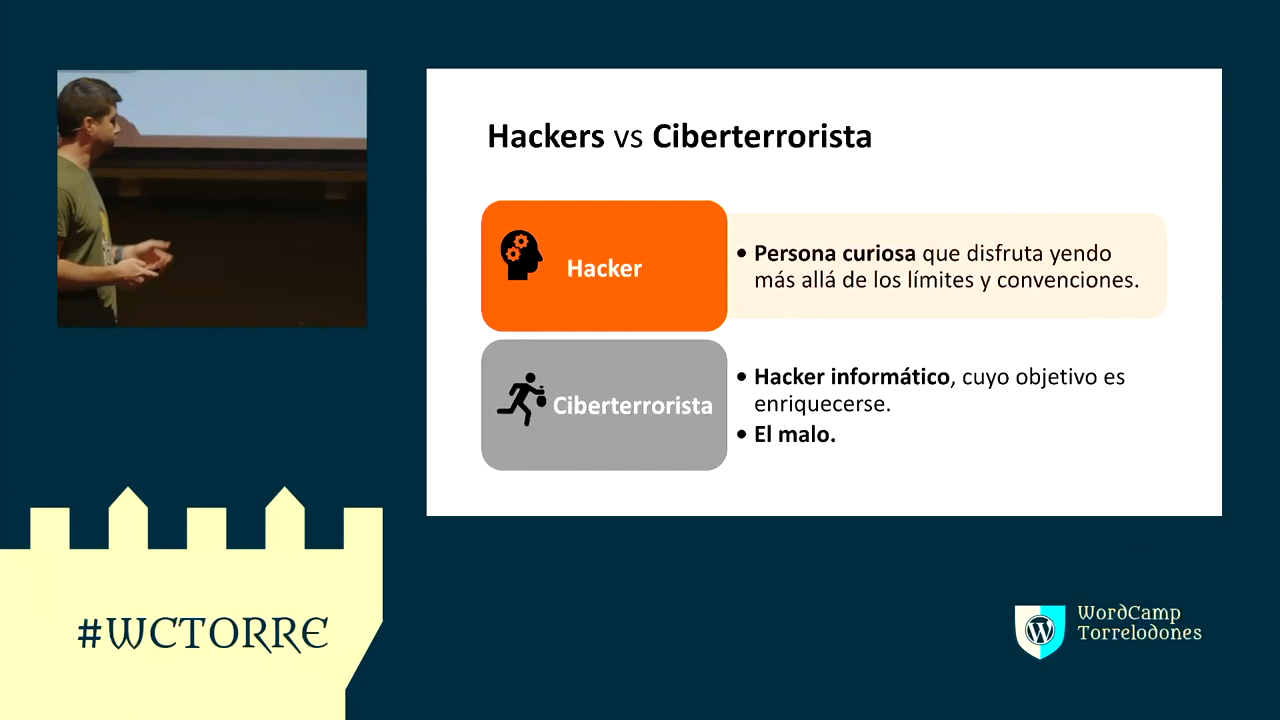 Hackers vs Ciberterrorista
Hacker
• Persona curiosa que disfruta yendo
más allá de los límites y convenciones.
Ciberterrorista
• Hacker informático, cuyo objetivo es
enriquecerse.
• El malo.
#WCTORRE
WordCamp
Torrelodones